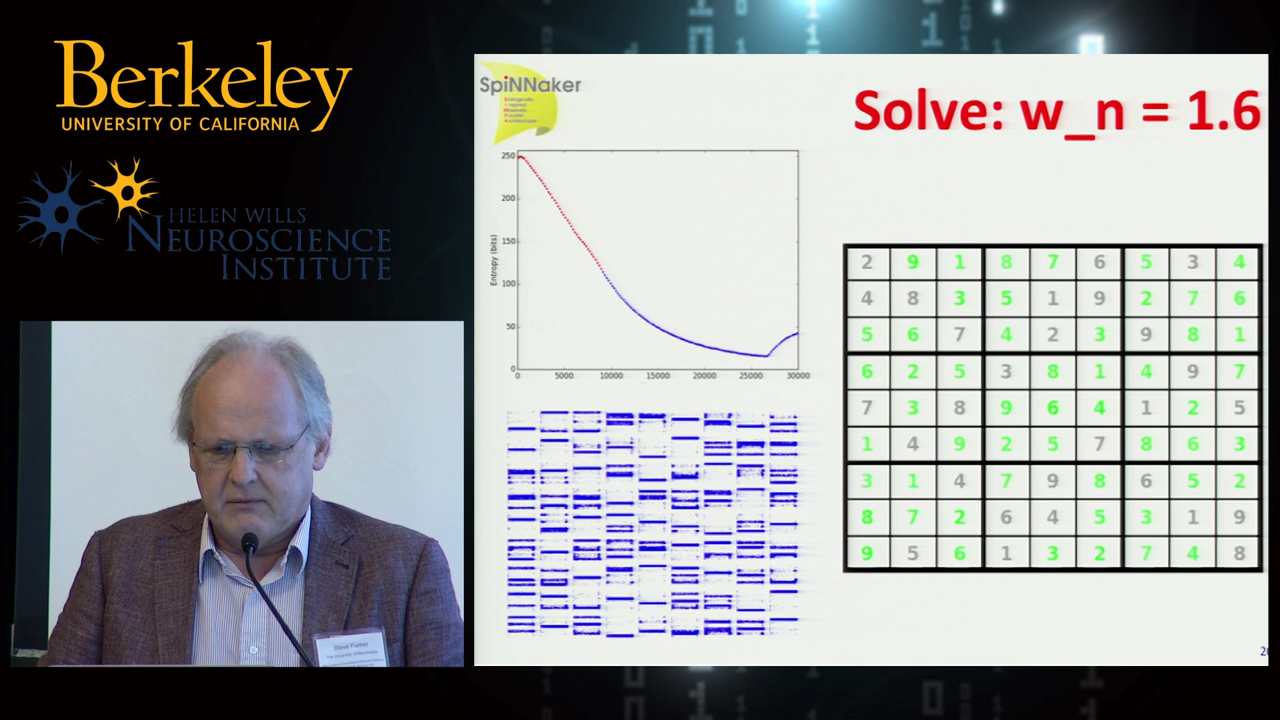 Berkeley
UNIVERSITY OF CALIFORNIA
HELEN WILLS
NEUROSCIENCE
INSTITUTE
SpiNNaker
Solve: w_n = 1.6
Entropy (bits)
250
200
150
100
50
0
0 5000 10000 15000 20000 25000 30000
2 9 1 8 7 6 5 3 4
4 8 3 5 1 9 2 7 6
5 6 7 4 2 3 9 8 1
6 2 5 3 8 1 4 9 7
7 3 8 9 6 4 1 2 5
1 4 9 2 5 7 8 6 3
3 1 4 7 9 8 6 5 2
8 7 2 6 4 5 3 1 9
9 5 6 1 3 2 7 4 8
Steve Furber